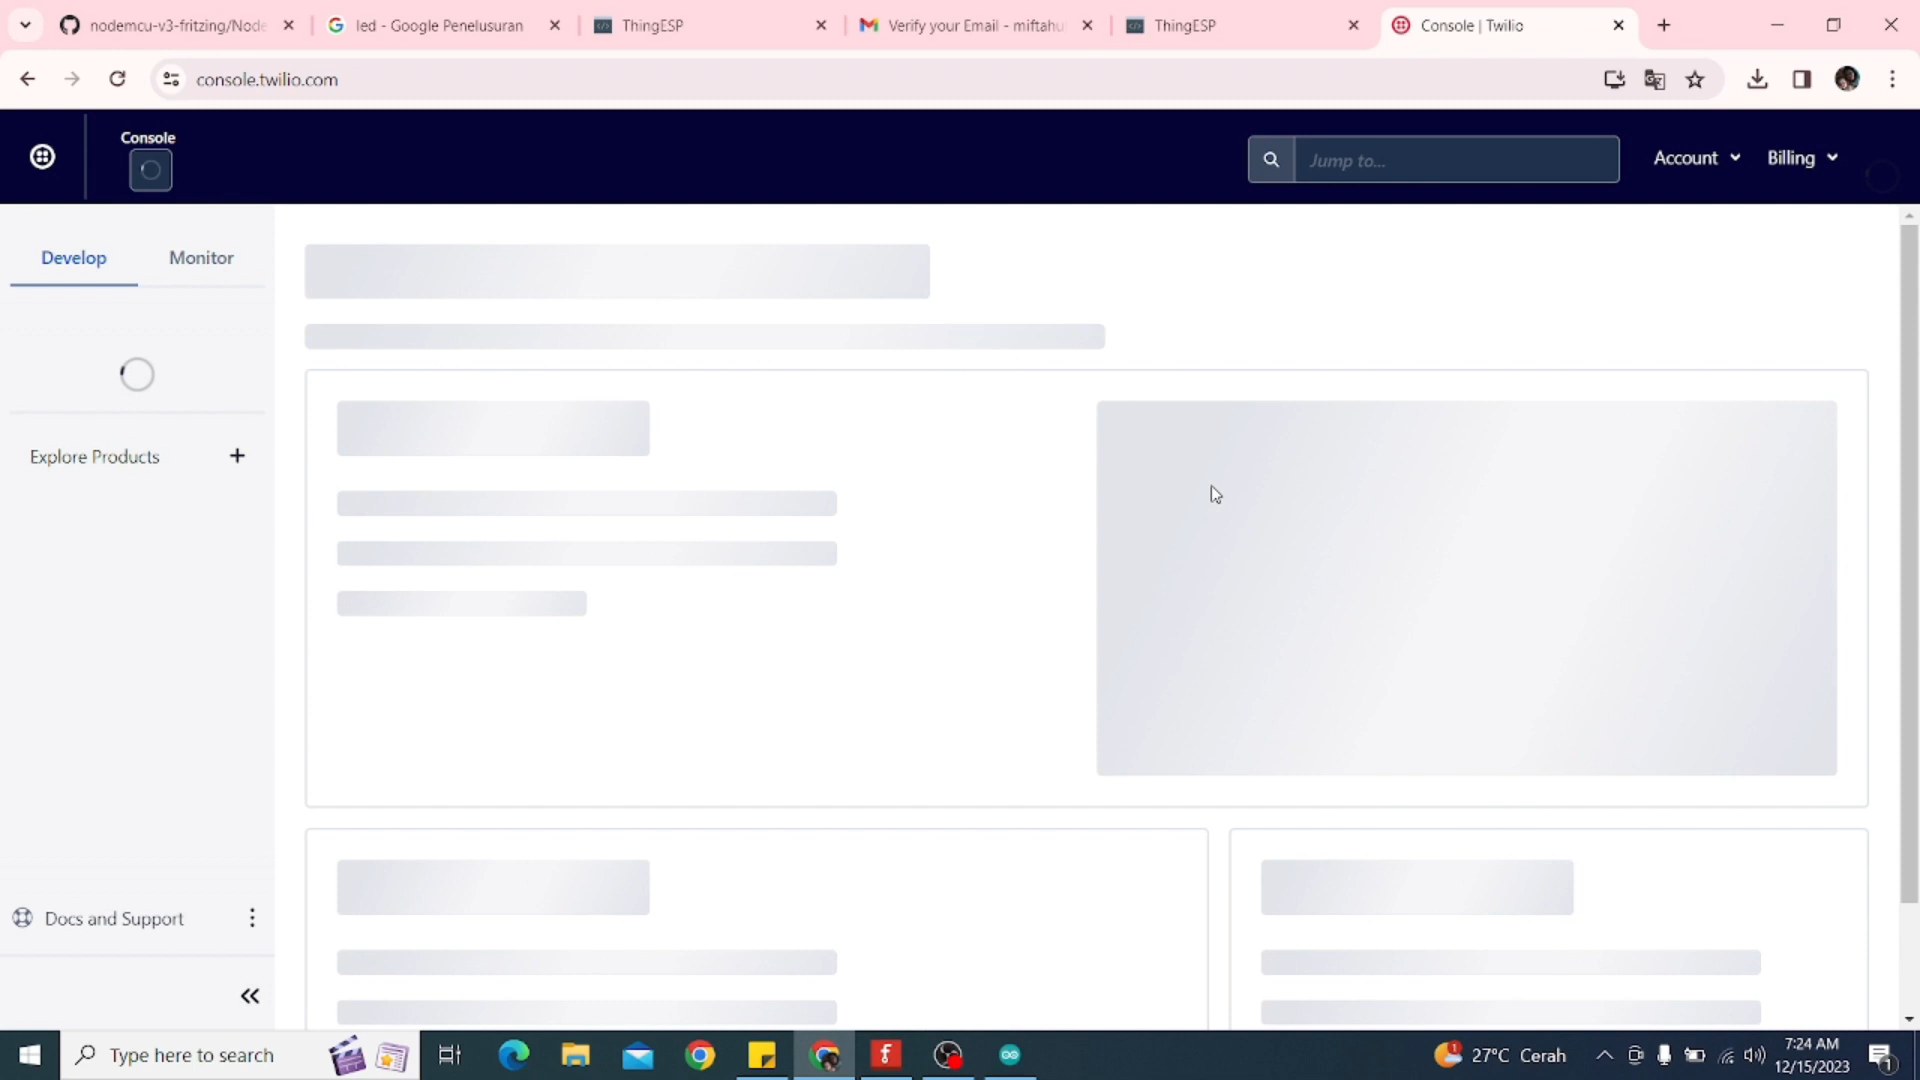 nodemcu-v3-fritzing/Node
led - Google Penelusuran
ThingESP
Verify your Email - miftahu
ThingESP
Console | Twilio
console.twilio.com
Console
Jump to...
Account
Billing
Develop
Monitor
Explore Products
Docs and Support
Type here to search
27°C Cerah
7:24 AM
12/15/2023